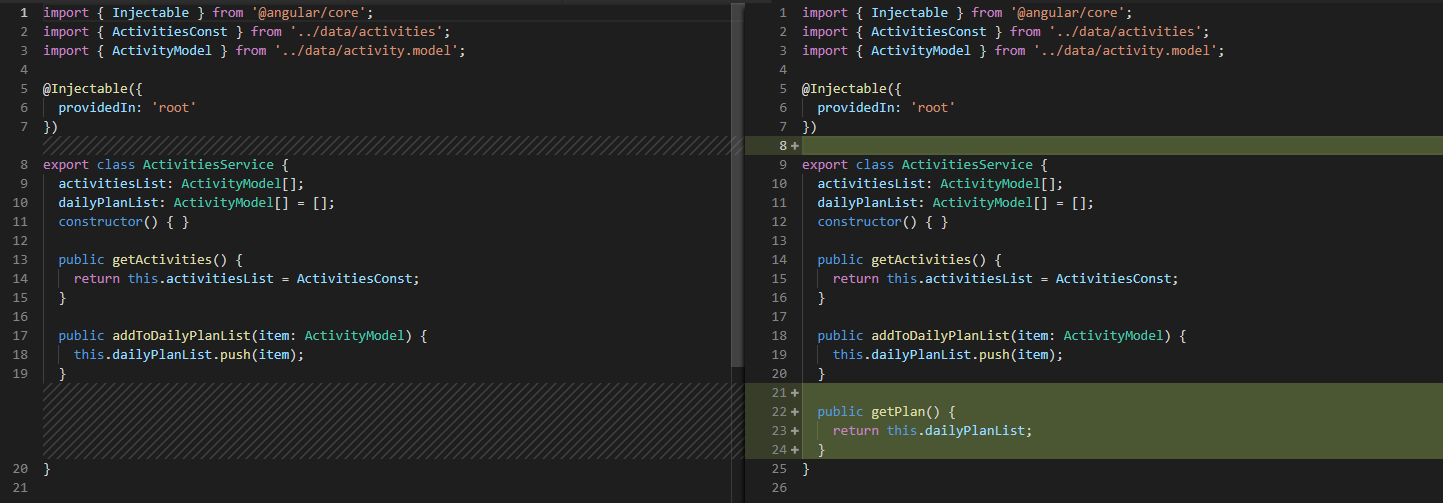 1 import { Injectable } from '@angular/core';
2 import { ActivitiesConst } from '../data/activities';
3 import { ActivityModel } from '../data/activity.model';
4
5 @Injectable({
6   providedIn: 'root'
7 })
8 export class ActivitiesService {
9   activitiesList: ActivityModel[];
10   dailyPlanList: ActivityModel[] = [];
11   constructor() { }
12
13   public getActivities() {
14     return this.activitiesList = ActivitiesConst;
15   }
16
17   public addToDailyPlanList(item: ActivityModel) {
18     this.dailyPlanList.push(item);
19   }
20 }
21
1 import { Injectable } from '@angular/core';
2 import { ActivitiesConst } from '../data/activities';
3 import { ActivityModel } from '../data/activity.model';
4
5 @Injectable({
6   providedIn: 'root'
7 })
8 +
9 export class ActivitiesService {
10   activitiesList: ActivityModel[];
11   dailyPlanList: ActivityModel[] = [];
12   constructor() { }
13
14   public getActivities() {
15     return this.activitiesList = ActivitiesConst;
16   }
17
18   public addToDailyPlanList(item: ActivityModel) {
19     this.dailyPlanList.push(item);
20   }
21 +
22 +   public getPlan() {
23 +     return this.dailyPlanList;
24 +   }
25 }
26